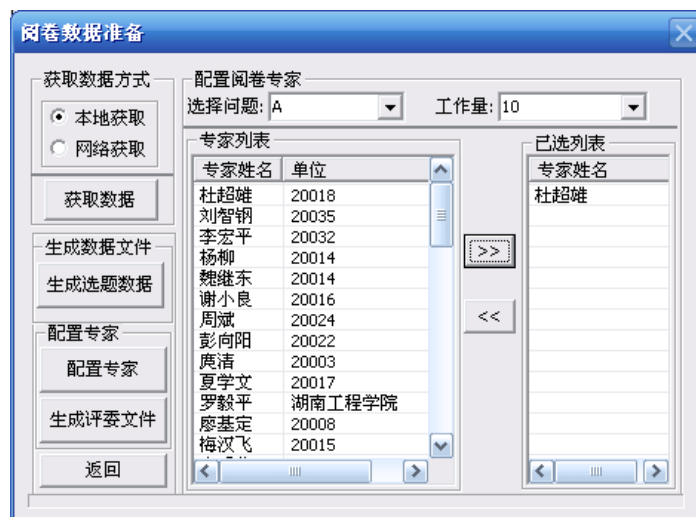 阅卷数据准备
获取数据方式
本地获取
网络获取
获取数据
生成数据文件
生成选题数据
配置专家
配置专家
生成评委文件
返回
配置阅卷专家
选择问题: A
工作量: 10
专家列表
专家姓名 单位
杜超雄 20018
刘智钢 20035
李宏平 20032
杨柳 20014
魏继东 20014
谢小良 20016
周斌 20024
彭向阳 20022
庹清 20003
夏学文 20017
罗毅平 湖南工程学院
廖基定 20008
梅汉飞 20015
>>
<<
已选列表
专家姓名
杜超雄